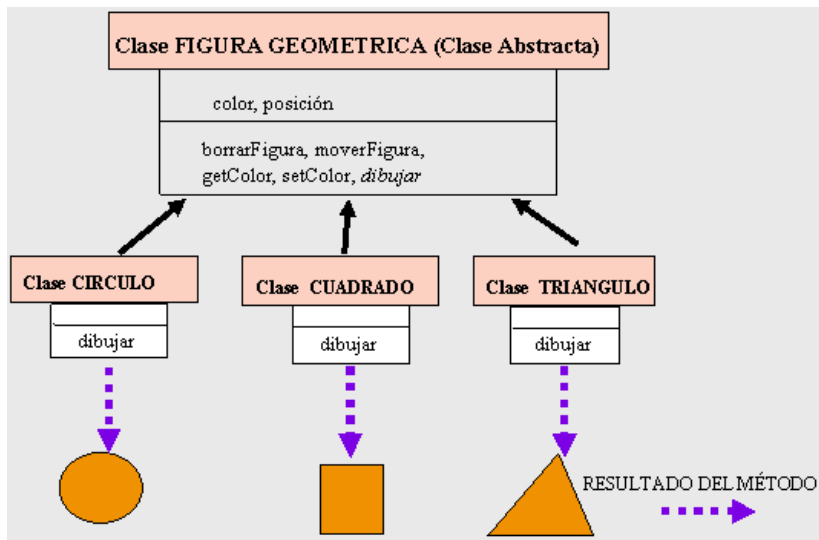 Clase FIGURA GEOMETRICA (Clase Abstracta)
color, posición
borrarFigura, moverFigura,
getColor, setColor, dibujar
Clase CIRCULO
Clase CUADRADO
Clase TRIANGULO
dibujar
dibujar
dibujar
RESULTADO DEL MÉTODO